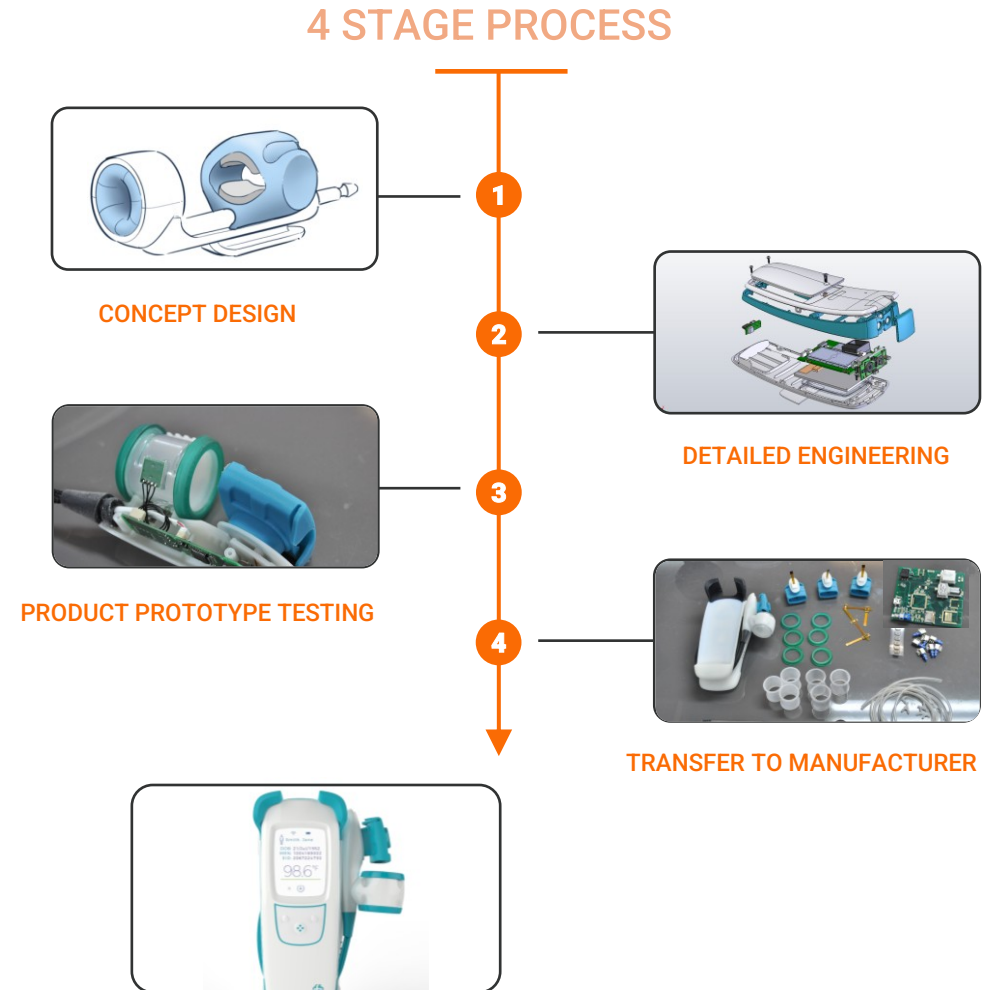 4 STAGE PROCESS
1
CONCEPT DESIGN
2
DETAILED ENGINEERING
3
PRODUCT PROTOTYPE TESTING
4
TRANSFER TO MANUFACTURER
98.6°F